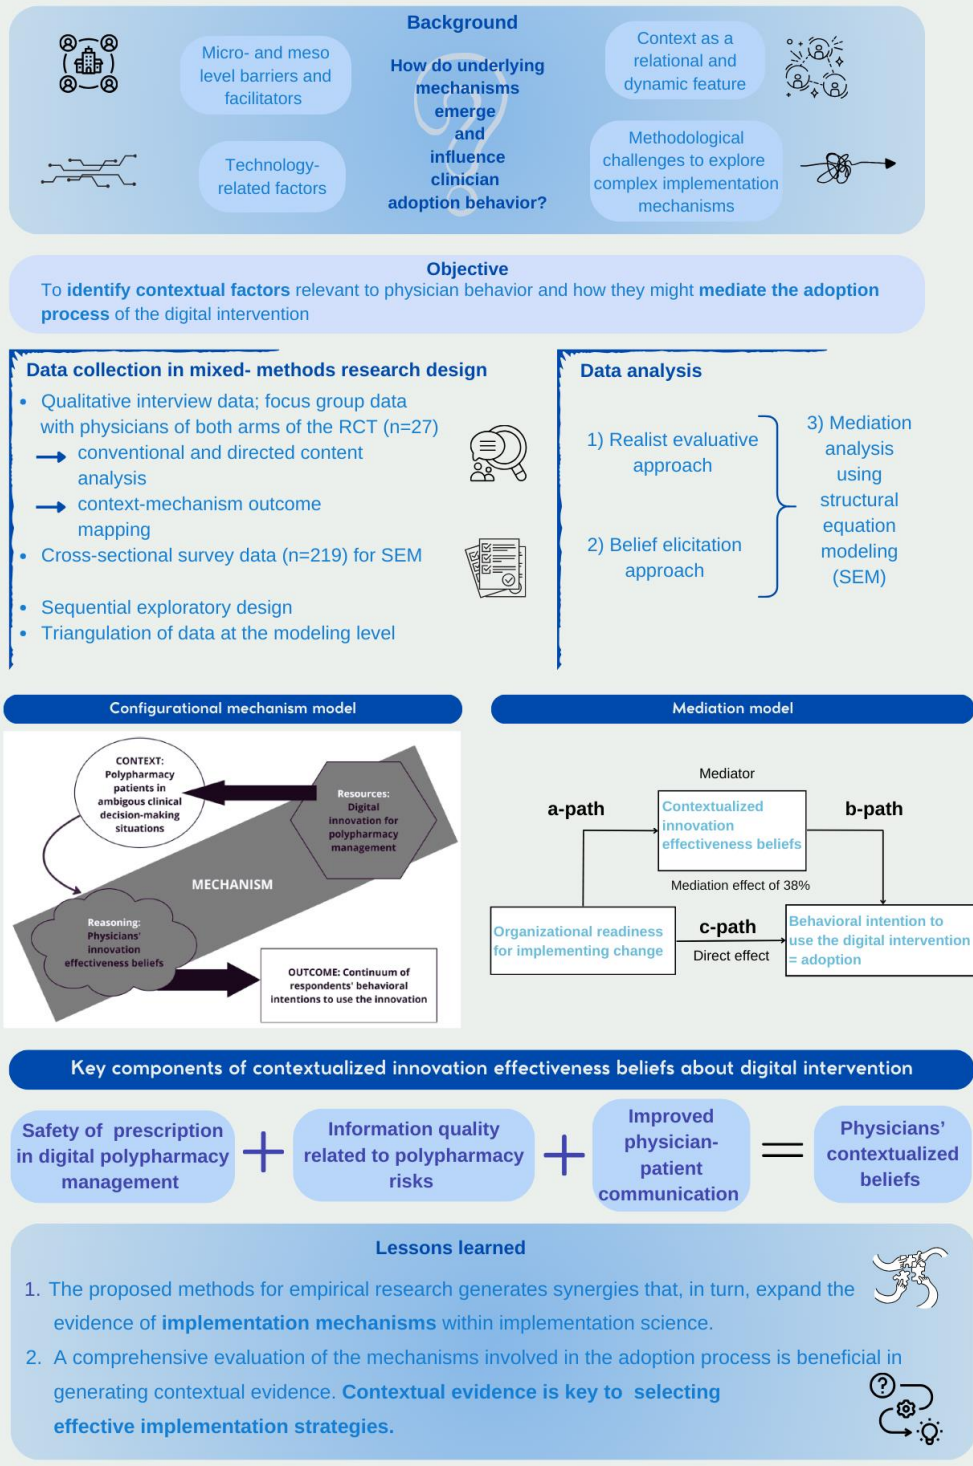 Background
Micro- and meso
level barriers and
facilitators
Technology-
related factors
How do underlying
mechanisms
emerge
and
influence
clinician
adoption behavior?
Context as a
relational and
dynamic feature
Methodological
challenges to explore
complex implementation
mechanisms
Objective
To identify contextual factors relevant to physician behavior and how they might mediate the adoption
process of the digital intervention
Data collection in mixed- methods research design
• Qualitative interview data; focus group data
with physicians of both arms of the RCT (n=27)
conventional and directed content
analysis
context-mechanism outcome
mapping
• Cross-sectional survey data (n=219) for SEM
• Sequential exploratory design
• Triangulation of data at the modeling level
Data analysis
1) Realist evaluative
approach
2) Belief elicitation
approach
3) Mediation
analysis
using
structural
equation
modeling
(SEM)
Configurational mechanism model
CONTEXT:
Polypharmacy
patients in
ambigous clinical
decision-making
situations
Resources:
Digital
innovation for
polypharmacy
management
MECHANISM
Reasoning:
Physicians'
innovation
effectiveness beliefs
OUTCOME: Continuum of
respondents' behavioral
intentions to use the innovation
Mediation model
Mediator
a-path
Contextualized
innovation
effectiveness beliefs
b-path
Mediation effect of 38%
Organizational readiness
for implementing change
c-path
Direct effect
Behavioral intention to
use the digital intervention
= adoption
Key components of contextualized innovation effectiveness beliefs about digital intervention
Safety of prescription
in digital polypharmacy
management
+
Information quality
related to polypharmacy
risks
+
Improved
physician-
patient
communication
=
Physicians’
contextualized
beliefs
Lessons learned
1. The proposed methods for empirical research generates synergies that, in turn, expand the
evidence of implementation mechanisms within implementation science.
2. A comprehensive evaluation of the mechanisms involved in the adoption process is beneficial in
generating contextual evidence. Contextual evidence is key to selecting
effective implementation strategies.